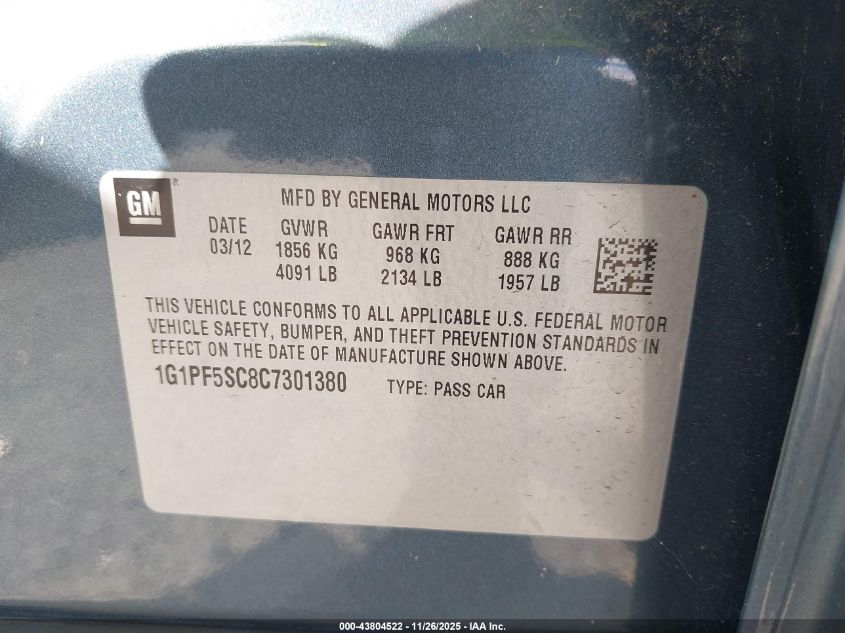 GM
MFD BY GENERAL MOTORS LLC
DATE GVWR GAWR FRT GAWR RR
03/12 1856 KG 968 KG 888 KG
4091 LB 2134 LB 1957 LB
THIS VEHICLE CONFORMS TO ALL APPLICABLE U.S. FEDERAL MOTOR
VEHICLE SAFETY, BUMPER, AND THEFT PREVENTION STANDARDS IN
EFFECT ON THE DATE OF MANUFACTURE SHOWN ABOVE.
1G1PF5SC8C7301380 TYPE: PASS CAR
000-43804522 - 11/26/2025 - IAA Inc.